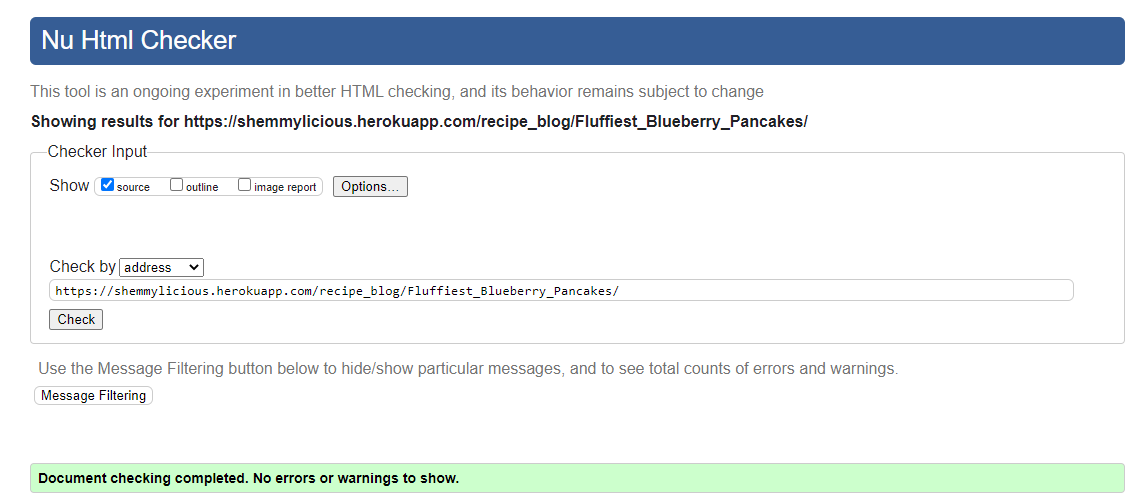 Nu Html Checker
This tool is an ongoing experiment in better HTML checking, and its behavior remains subject to change
Showing results for https://shemmylicious.herokuapp.com/recipe_blog/Fluffiest_Blueberry_Pancakes/
Checker Input
Show source outline image report Options...
Check by address
https://shemmylicious.herokuapp.com/recipe_blog/Fluffiest_Blueberry_Pancakes/
Check
Use the Message Filtering button below to hide/show particular messages, and to see total counts of errors and warnings.
Message Filtering
Document checking completed. No errors or warnings to show.